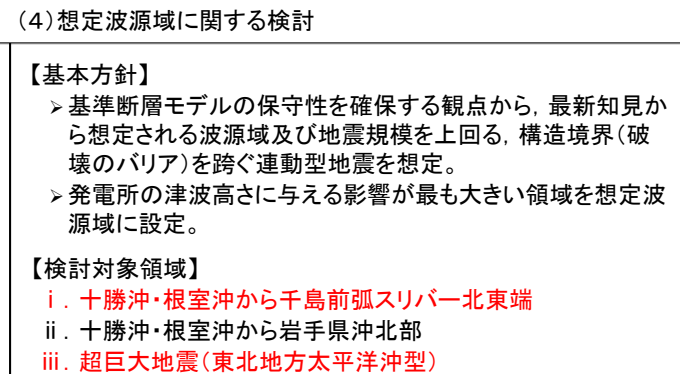 （4）想定波源域に関する検討
【基本方針】
➢基準断層モデルの保守性を確保する観点から，最新知見か
ら想定される波源域及び地震規模を上回る，構造境界（破
壊のバリア）を跨ぐ連動型地震を想定。
➢発電所の津波高さに与える影響が最も大きい領域を想定波
源域に設定。
【検討対象領域】
ⅰ．十勝沖・根室沖から千島前弧スリバー北東端
ⅱ．十勝沖・根室沖から岩手県沖北部
ⅲ．超巨大地震（東北地方太平洋沖型）